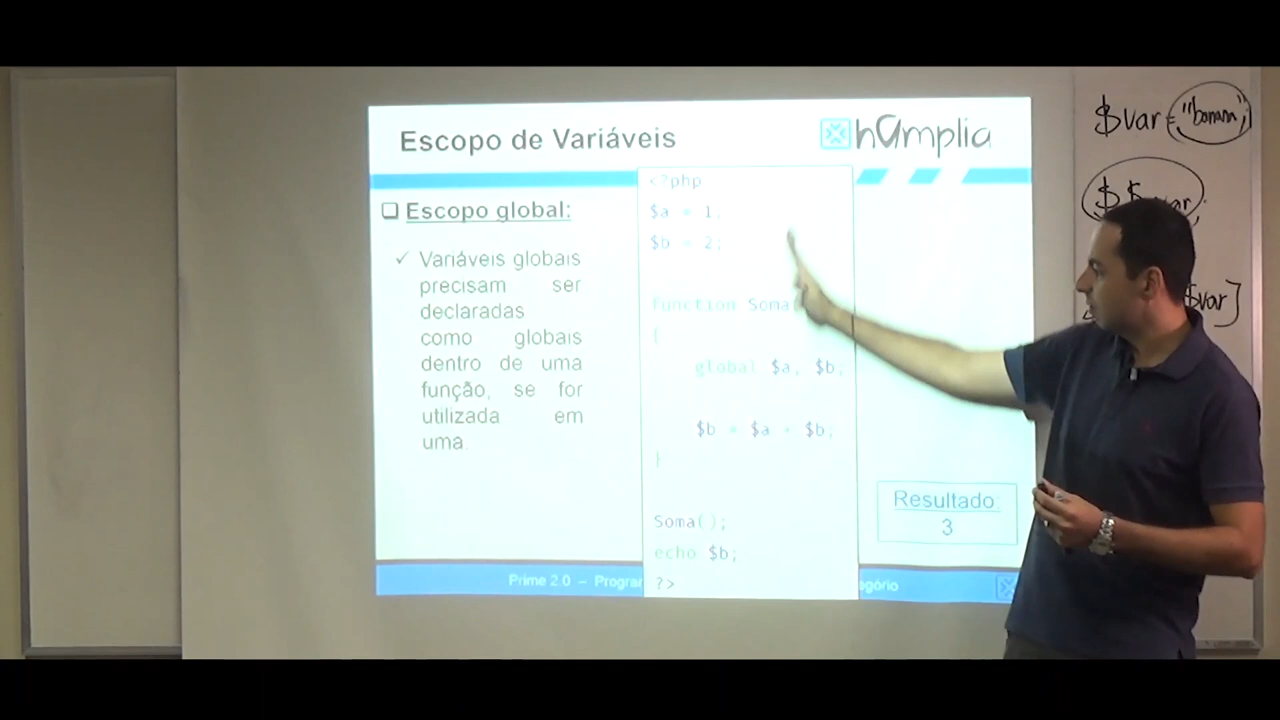 Escopo de Variáveis
hamplia
Escopo global:
Variáveis globais
precisam ser
declaradas
como globais
dentro de uma
função, se for
utilizada em
uma.
<?php
$a = 1;
$b = 2;
function Soma
{
global $a, $b;
$b = $a + $b;
}
Soma();
echo $b;
?>
Resultado:
3
Prime 2.0 –
$var = "banana"
$var]